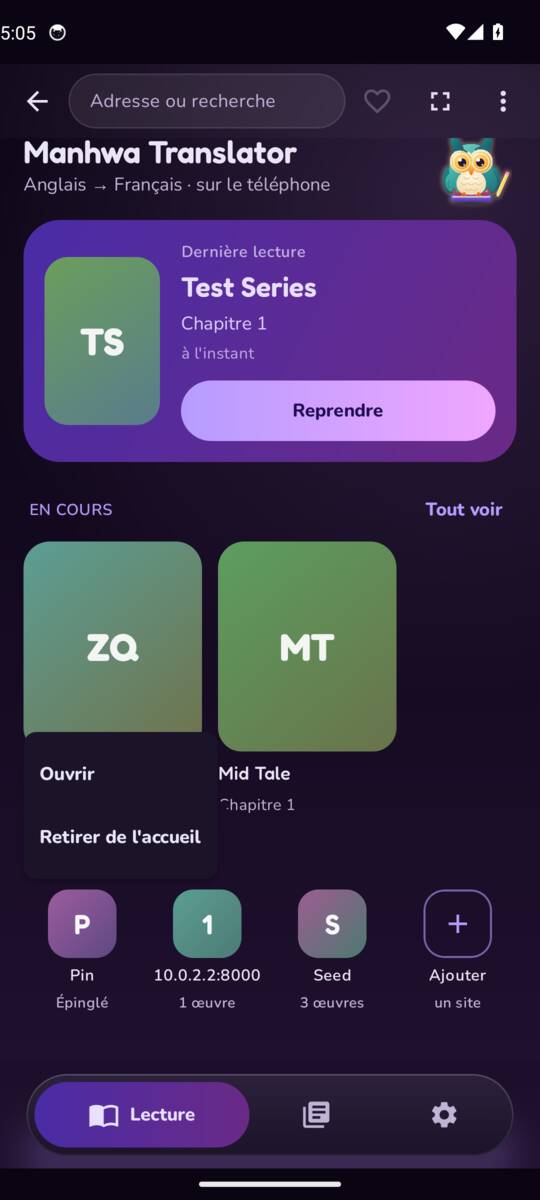 5:05
Adresse ou recherche
Manhwa Translator
Anglais → Français · sur le téléphone
Dernière lecture
TS
Test Series
Chapitre 1
à l'instant
Reprendre
EN COURS
Tout voir
ZQ
MT
Ouvrir
Mid Tale
Chapitre 1
Retirer de l'accueil
P
1
S
+
Pin
10.0.2.2:8000
Seed
Ajouter
Épinglé
1 œuvre
3 œuvres
un site
Lecture